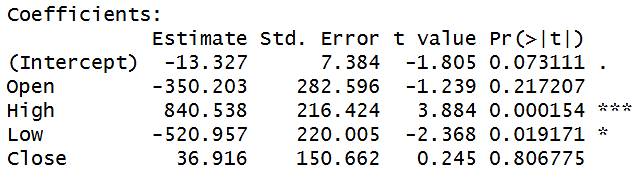 Coefficients:
Estimate Std. Error t value Pr(>|t|)
(Intercept) -13.327 7.384 -1.805 0.073111 .
Open -350.203 282.596 -1.239 0.217207
High 840.538 216.424 3.884 0.000154 ***
Low -520.957 220.005 -2.368 0.019171 *
Close 36.916 150.662 0.245 0.806775